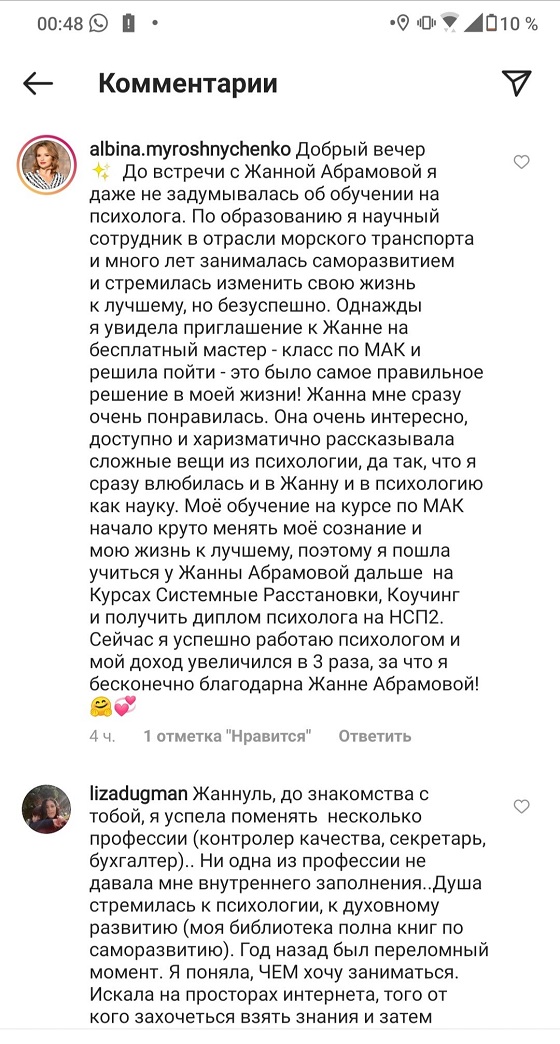 00:48 10 %
Комментарии
albina.myroshnychenko Добрый вечер
✨ До встречи с Жанной Абрамовой я
даже не задумывалась об обучении на
психолога. По образованию я научный
сотрудник в отрасли морского транспорта
и много лет занималась саморазвитием
и стремилась изменить свою жизнь
к лучшему, но безуспешно. Однажды
я увидела приглашение к Жанне на
бесплатный мастер - класс по МАК и
решила пойти - это было самое правильное
решение в моей жизни! Жанна мне сразу
очень понравилась. Она очень интересно,
доступно и харизматично рассказывала
сложные вещи из психологии, да так, что я
сразу влюбилась и в Жанну и в психологию
как науку. Моё обучение на курсе по МАК
начало круто менять моё сознание и
мою жизнь к лучшему, поэтому я пошла
учиться у Жанны Абрамовой дальше на
Курсах Системные Расстановки, Коучинг
и получить диплом психолога на НСП2.
Сейчас я успешно работаю психологом и
мой доход увеличился в 3 раза, за что я
бесконечно благодарна Жанне Абрамовой!
🤗💞
4 ч. 1 отметка "Нравится" Ответить
lizadugman Жаннуль, до знакомства с
тобой, я успела поменять несколько
профессии (контролер качества, секретарь,
бухгалтер).. Ни одна из профессии не
давала мне внутреннего заполнения..Душа
стремилась к психологии, к духовному
развитию (моя библиотека полна книг по
саморазвитию). Год назад был переломный
момент. Я поняла, ЧЕМ хочу заниматься.
Искала на просторах интернета, того от
кого захочеться взять знания и затем